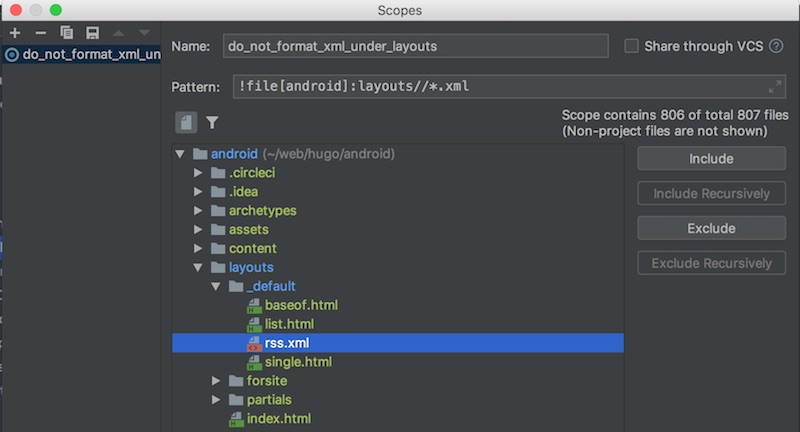 Scopes
do_not_format_xml_un
Name: do_not_format_xml_under_layouts
Share through VCS ?
Pattern: !file[android]:layouts//*.xml
Scope contains 806 of total 807 files
(Non-project files are not shown)
android (~/web/hugo/android)
.circleci
.idea
archetypes
assets
content
layouts
_default
baseof.html
list.html
rss.xml
single.html
forsite
partials
index.html
Include
Include Recursively
Exclude
Exclude Recursively